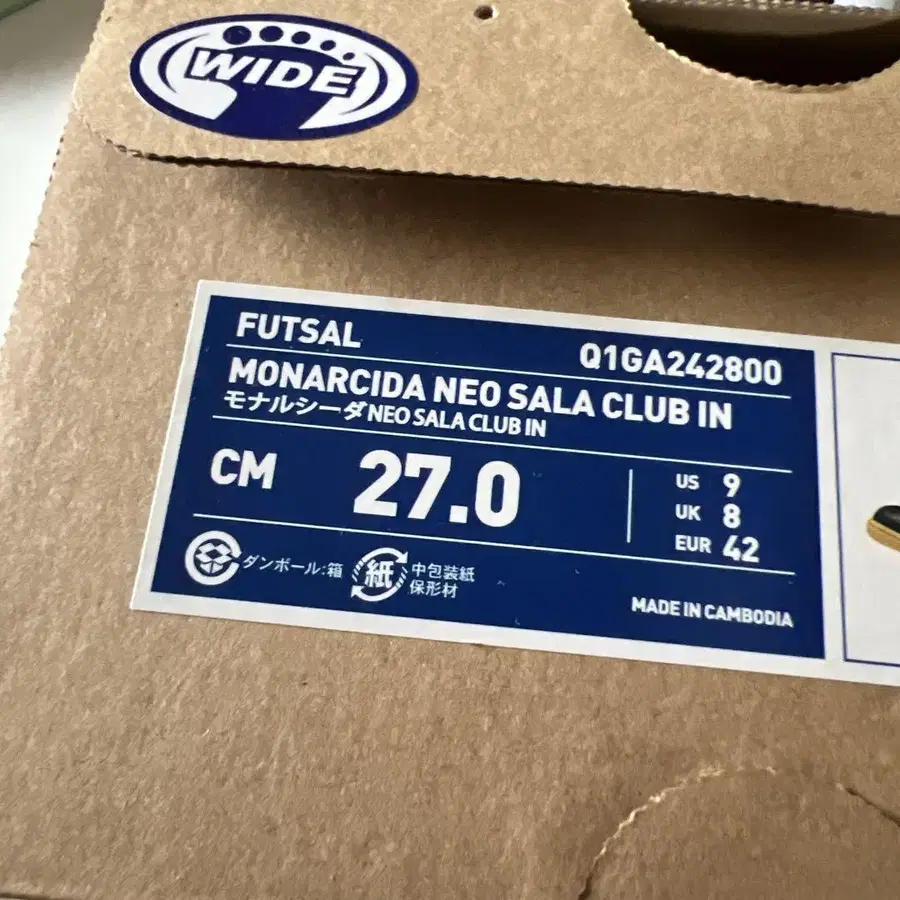 WIDE
FUTSAL
Q1GA242800
MONARCIDA NEO SALA CLUB IN
モナルシーダNEO SALA CLUB IN
CM 27.0
US 9
UK 8
EUR 42
ダンボール:箱
紙 中包装紙
保形材
MADE IN CAMBODIA